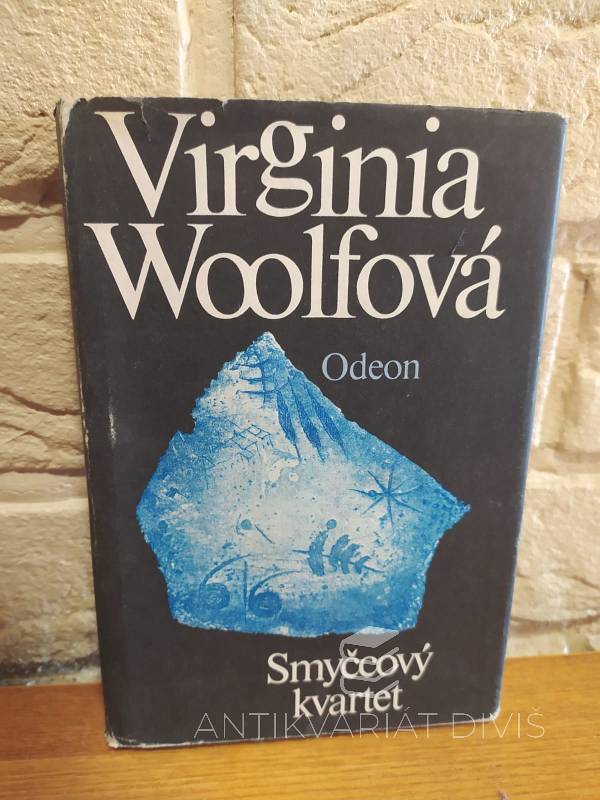 Virginia
Woolfová
Odeon
Smyčcový
kvartet
ANTIKVARIÁT DIVIŠ